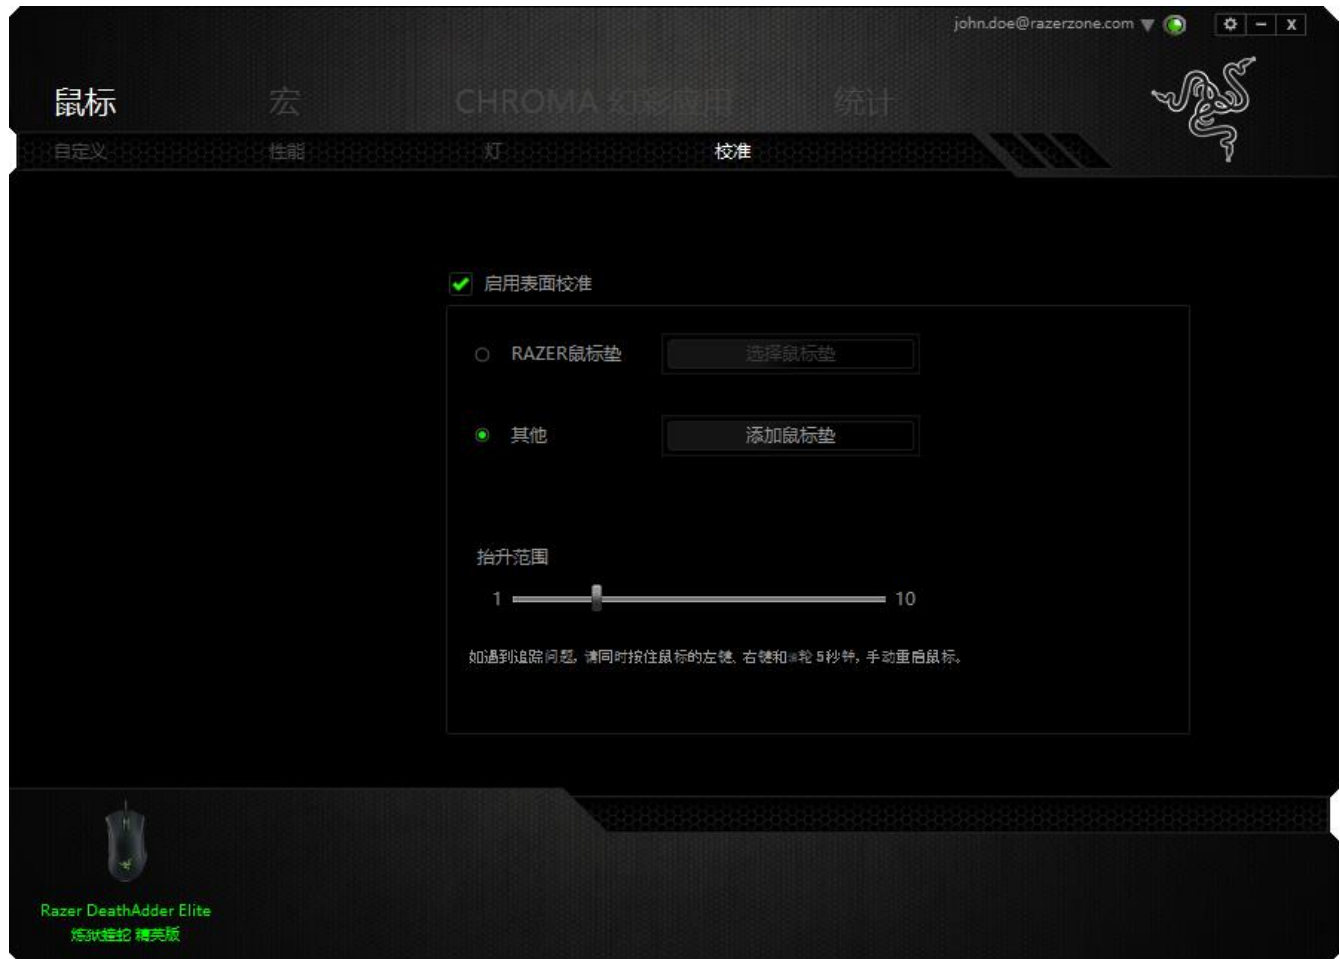 john.doe@razerzone.com
鼠标 宏 CHROMA 幻彩应用 统计
自定义 性能 灯 校准
启用表面校准
RAZER鼠标垫 选择鼠标垫
其他 添加鼠标垫
抬升范围
1 10
如遇到追踪问题, 请同时按住鼠标的左键、右键和滚轮 5秒钟, 手动重启鼠标。
Razer DeathAdder Elite
炼狱蝰蛇 精英版